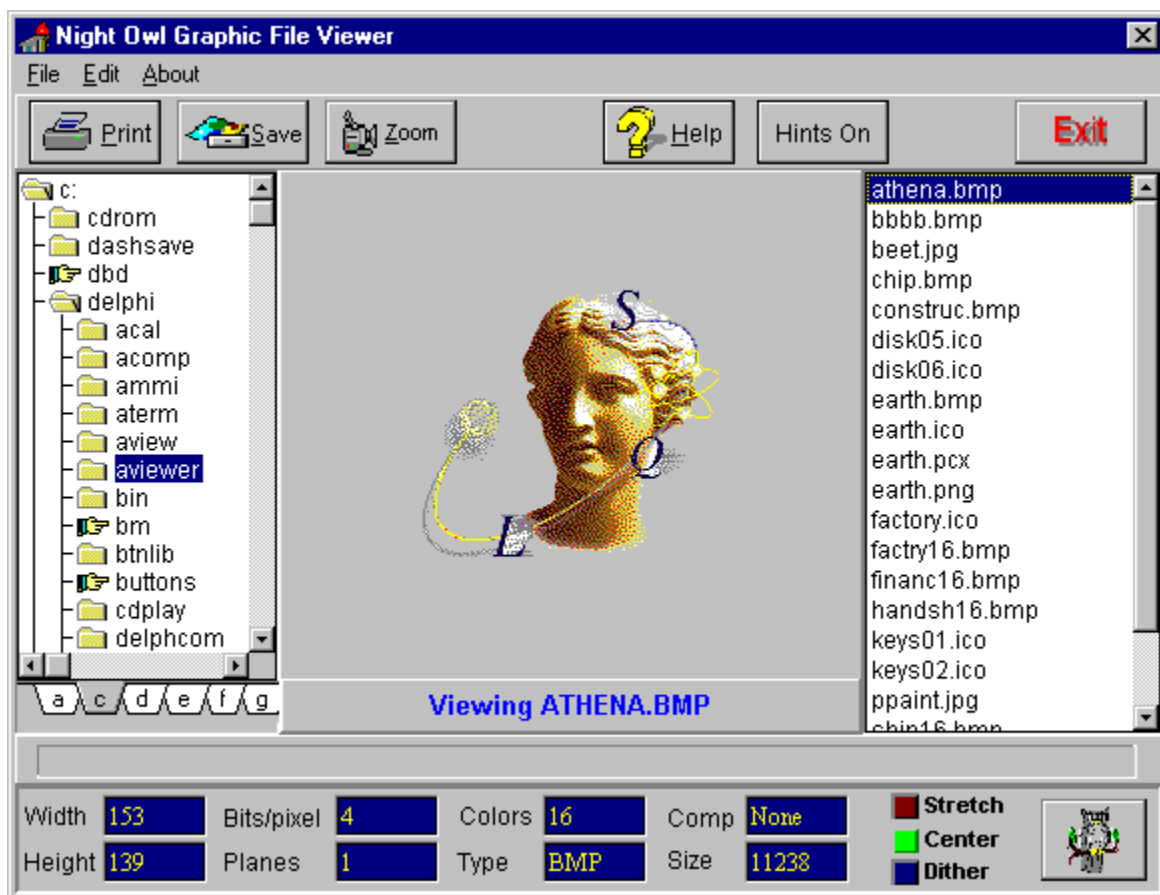 Night Owl Graphic File Viewer
File Edit About
Print Save Zoom Help Hints On Exit
c:
cdrom
dashsave
dbd
delphi
acal
acomp
ammi
aterm
aview
aviewer
bin
bm
btnlib
buttons
cdplay
delphcom
a c d e f g
S
Q
L
Viewing ATHENA.BMP
athena.bmp
bbbb.bmp
beet.jpg
chip.bmp
construc.bmp
disk05.ico
disk06.ico
earth.bmp
earth.ico
earth.pcx
earth.png
factory.ico
factry16.bmp
financ16.bmp
handsh16.bmp
keys01.ico
keys02.ico
ppaint.jpg
chip16.bmp
Width 153 Bits/pixel 4 Colors 16 Comp None
Height 139 Planes 1 Type BMP Size 11238
Stretch
Center
Dither